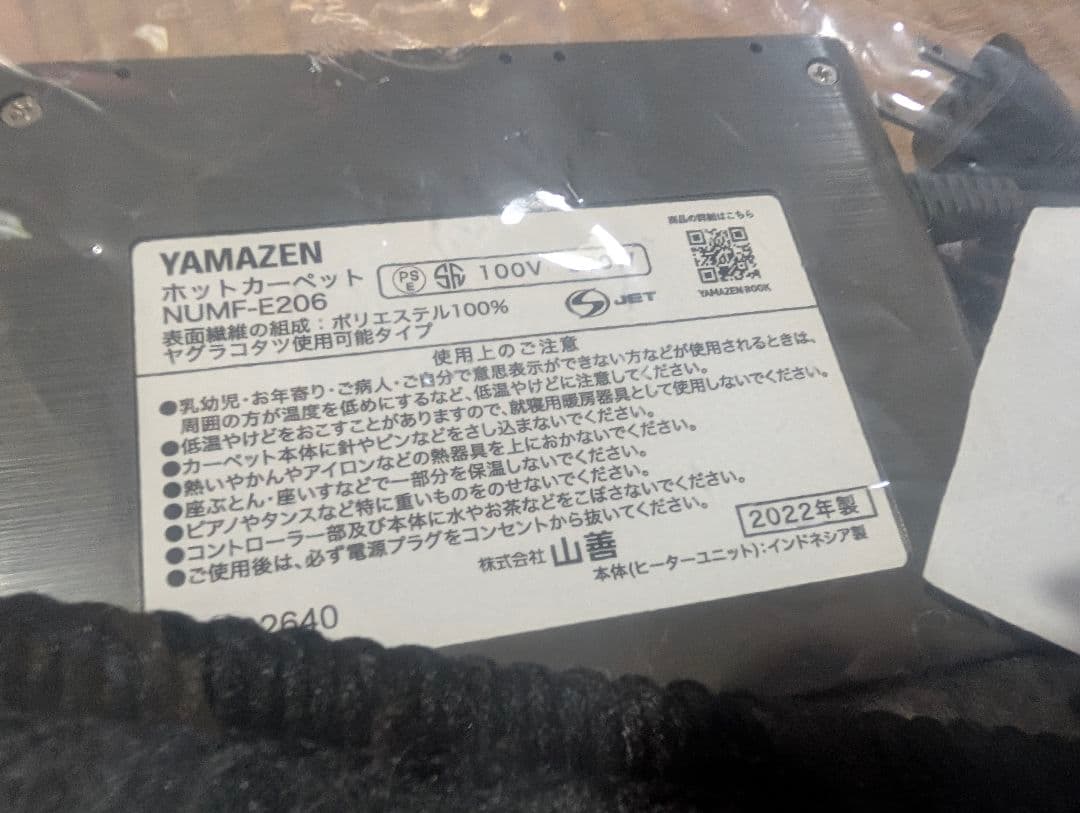 商品の詳細はこちら
YAMAZEN BOOK
YAMAZEN
ホットカーペット
PS
E
100V
NUMF-E206
JET
表面繊維の組成:ポリエステル100%
ヤグラコタツ使用可能タイプ
使用上のご注意
●乳幼児・お年寄り・ご病人・ご自分で意思表示ができない方などが使用されるときは、
周囲の方が温度を低めにするなど、低温やけどに注意してください。
●低温やけどをおこすことがありますので、就寝用暖房器具として使用しないでください。
●カーペット本体に針やピンなどをさし込まないでください。
●熱いやかんやアイロンなどの熱器具を上におかないでください。
●座ぶとん・座いすなどで一部分を保温しないでください。
●ピアノやタンスなど特に重いものをのせないでください。
●コントローラー部及び本体に水やお茶などをこぼさないでください。
●ご使用後は、必ず電源プラグをコンセントから抜いてください。
2022年製
株式会社 山善
本体(ヒーターユニット):インドネシア製
2640